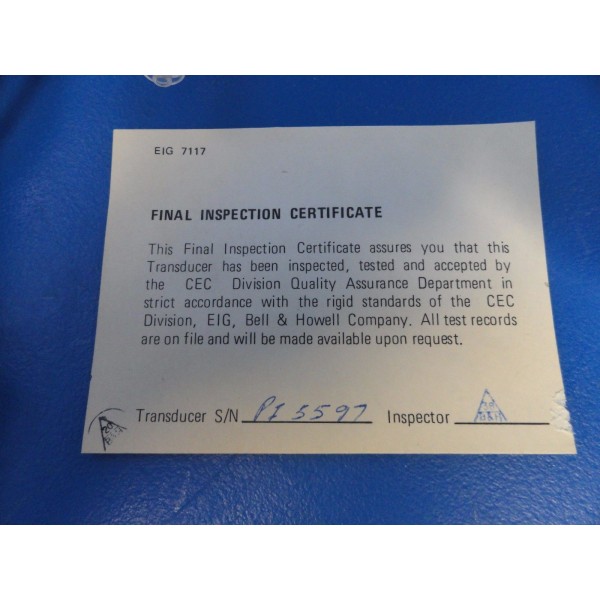 EIG 7117
FINAL INSPECTION CERTIFICATE
This Final Inspection Certificate assures you that this
Transducer has been inspected, tested and accepted by
the CEC Division Quality Assurance Department in
strict accordance with the rigid standards of the CEC
Division, EIG, Bell & Howell Company. All test records
are on file and will be made available upon request.
Transducer S/N PI 5597 Inspector B&H